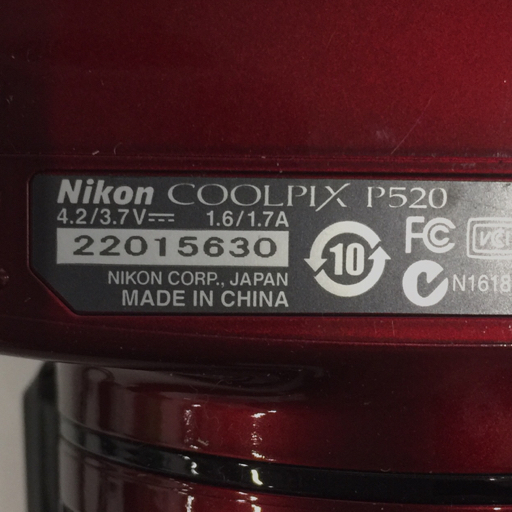 Nikon COOLPIX P520
4.2/3.7V 1.6/1.7A
22015630
NIKON CORP., JAPAN
MADE IN CHINA
10
FC
VCI
N1618